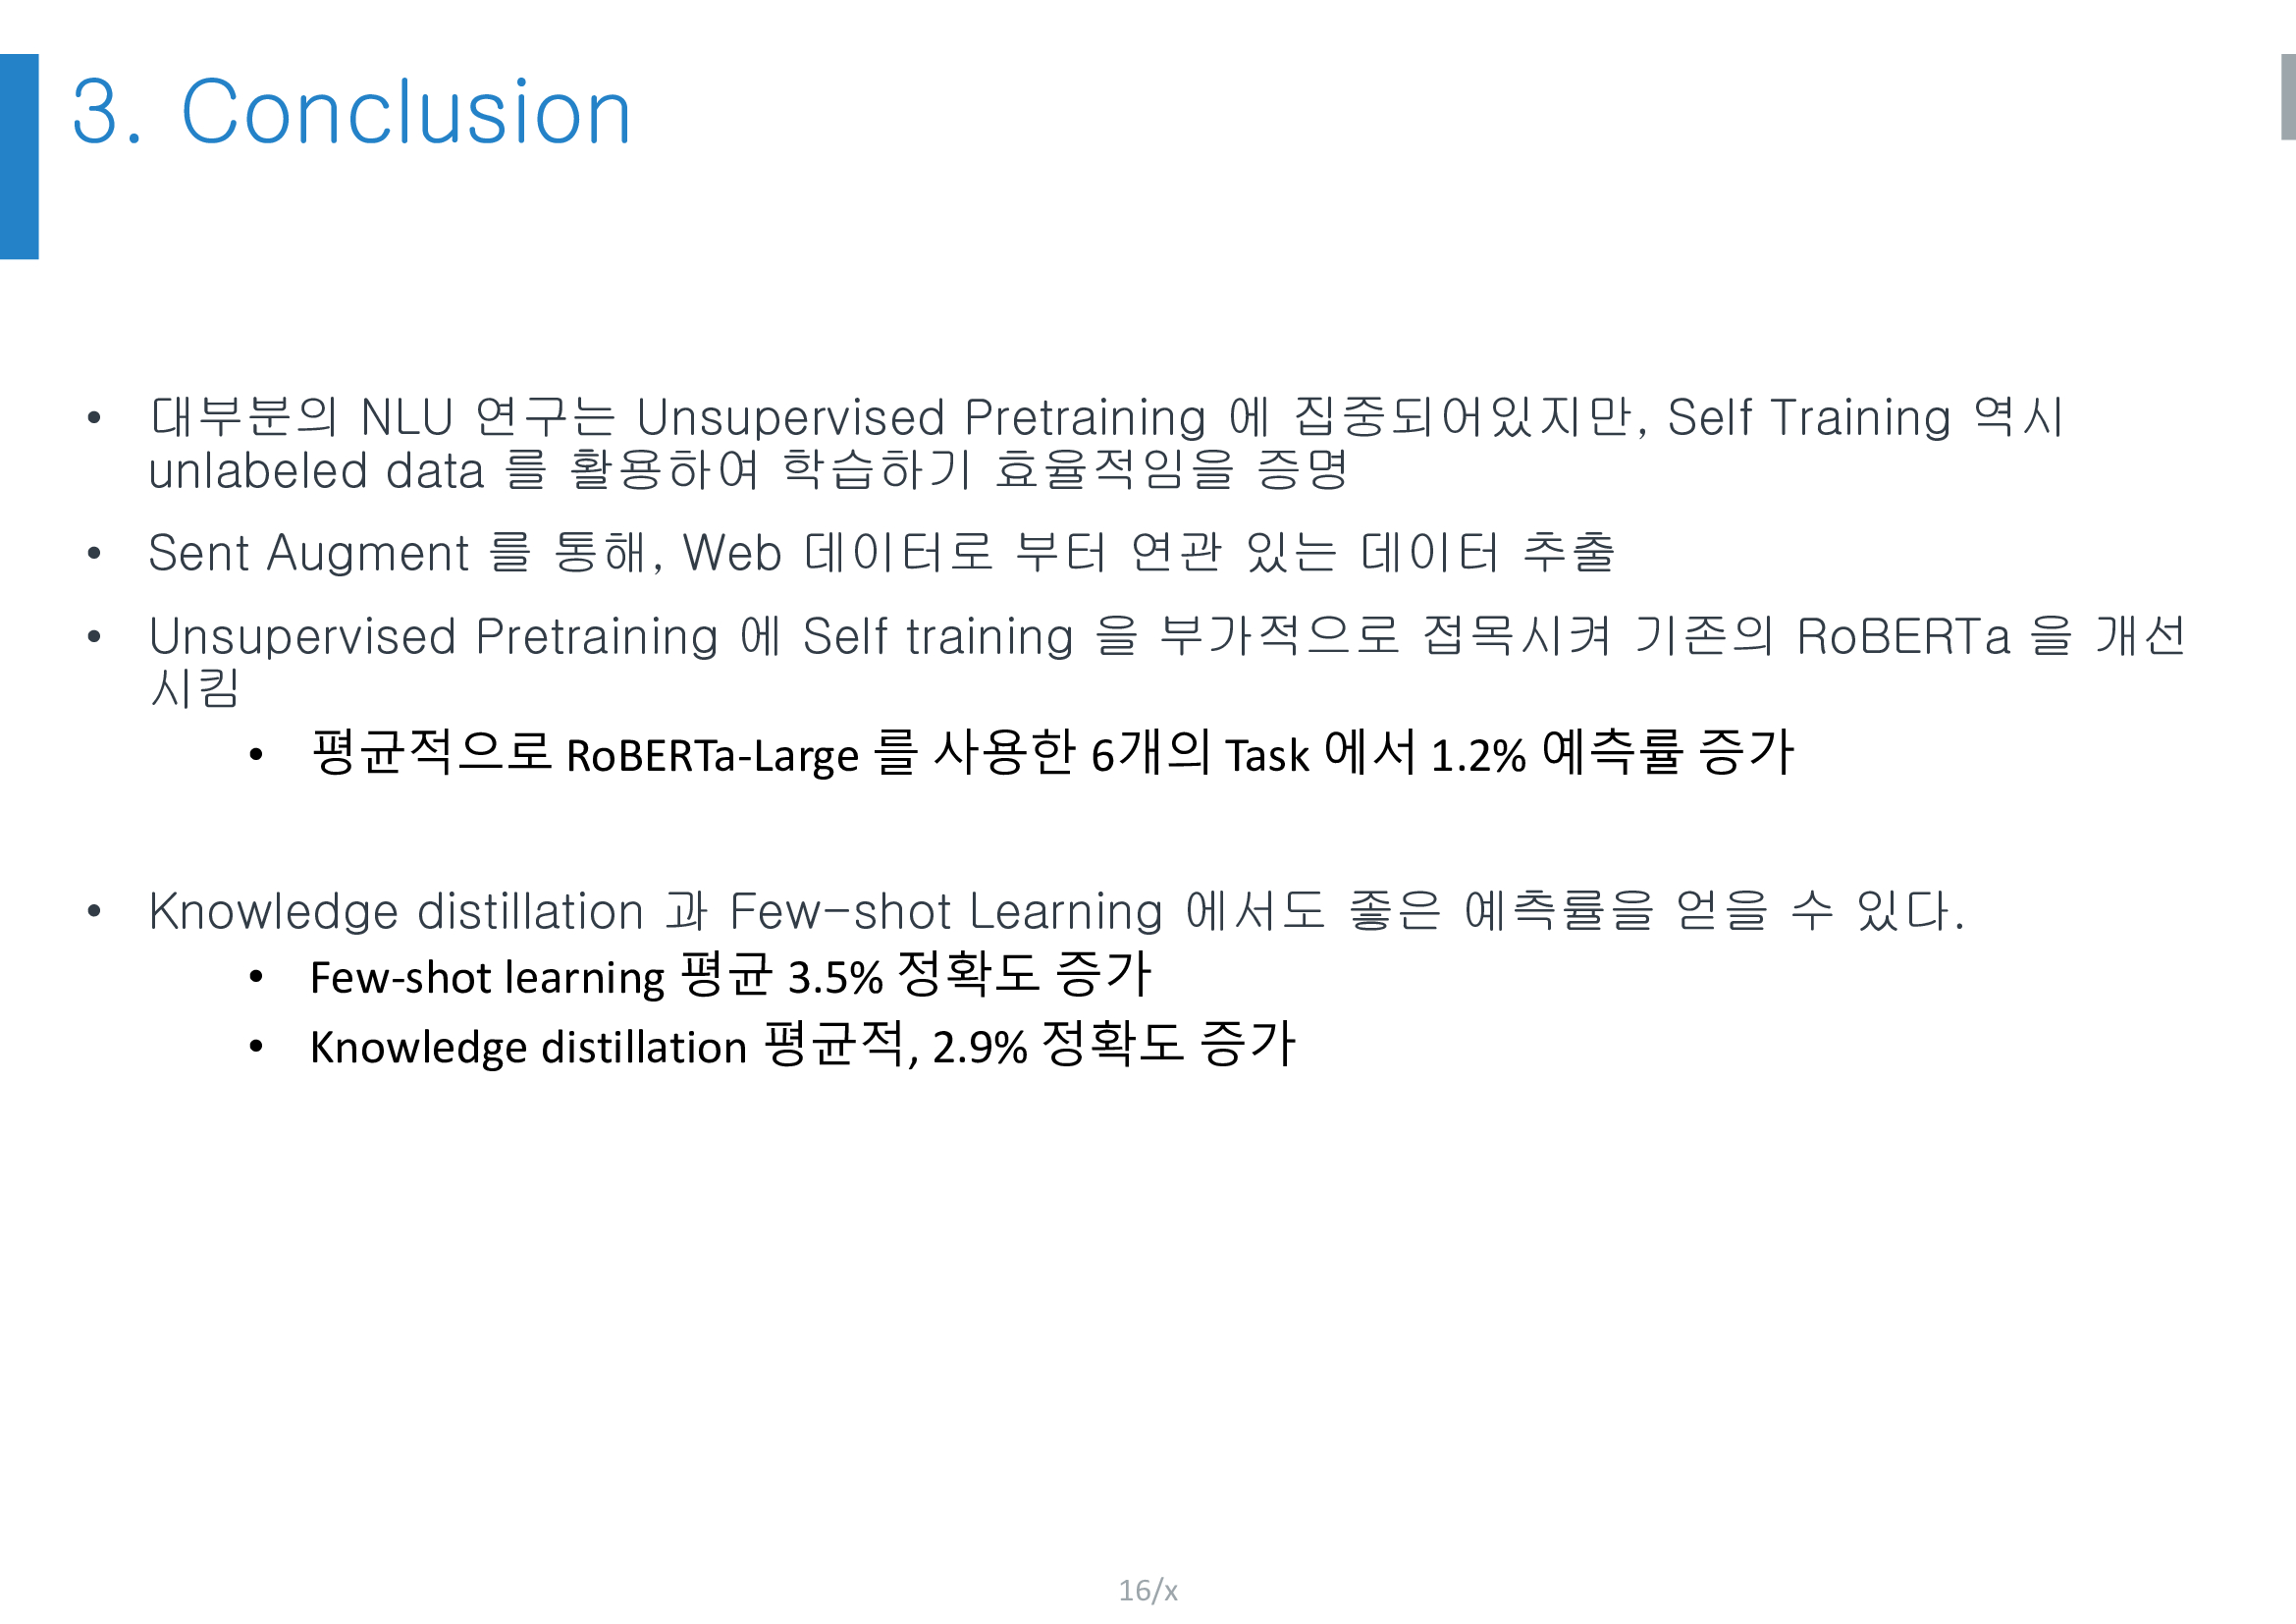 3. Conclusion
• 대부분의 NLU 연구는 Unsupervised Pretraining 에 집중되어있지만, Self Training 역시
unlabeled data 를 활용하여 학습하기 효율적임을 증명
• Sent Augment 를 통해, Web 데이터로 부터 연관 있는 데이터 추출
• Unsupervised Pretraining 에 Self training 을 부가적으로 접목시켜 기존의 RoBERTa 을 개선
시킴
• 평균적으로 RoBERTa-Large 를 사용한 6개의 Task 에서 1.2% 예측률 증가
• Knowledge distillation 과 Few-shot Learning 에서도 좋은 예측률을 얻을 수 있다.
• Few-shot learning 평균 3.5% 정확도 증가
• Knowledge distillation 평균적, 2.9% 정확도 증가
16/x